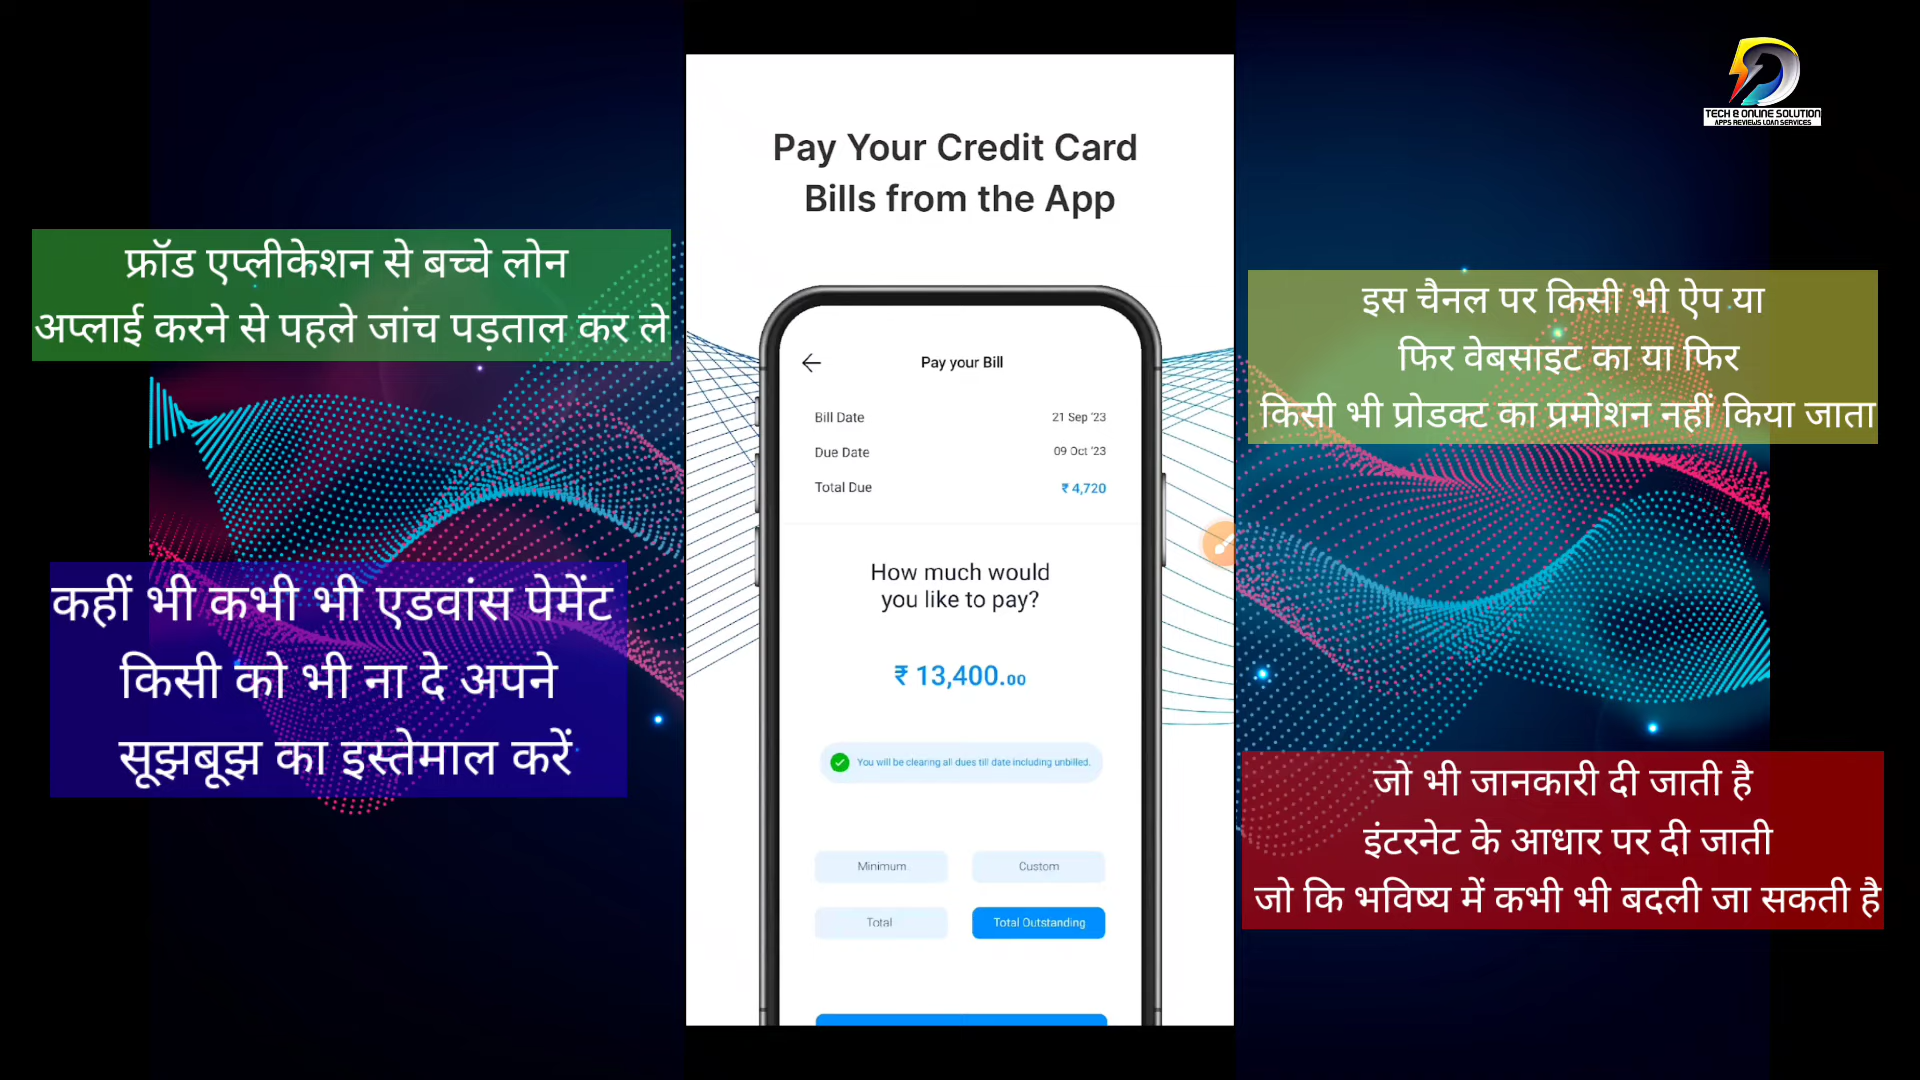 TECH & ONLINE SOLUTION
APPS REVIEWS LOAN SERVICES
फ्रॉड एप्लीकेशन से बच्चे लोन
अप्लाई करने से पहले जांच पड़ताल कर ले
कहीं भी कभी भी एडवांस पेमेंट
किसी को भी ना दे अपने
सूझबूझ का इस्तेमाल करें
Pay Your Credit Card
Bills from the App
Pay your Bill
Bill Date 21 Sep '23
Due Date 09 Oct '23
Total Due ₹ 4,720
How much would
you like to pay?
₹ 13,400.00
You will be clearing all dues till date including unbilled.
Minimum Custom
Total Total Outstanding
इस चैनल पर किसी भी ऐप या
फिर वेबसाइट का या फिर
किसी भी प्रोडक्ट का प्रमोशन नहीं किया जाता
जो भी जानकारी दी जाती है
इंटरनेट के आधार पर दी जाती
जो कि भविष्य में कभी भी बदली जा सकती है